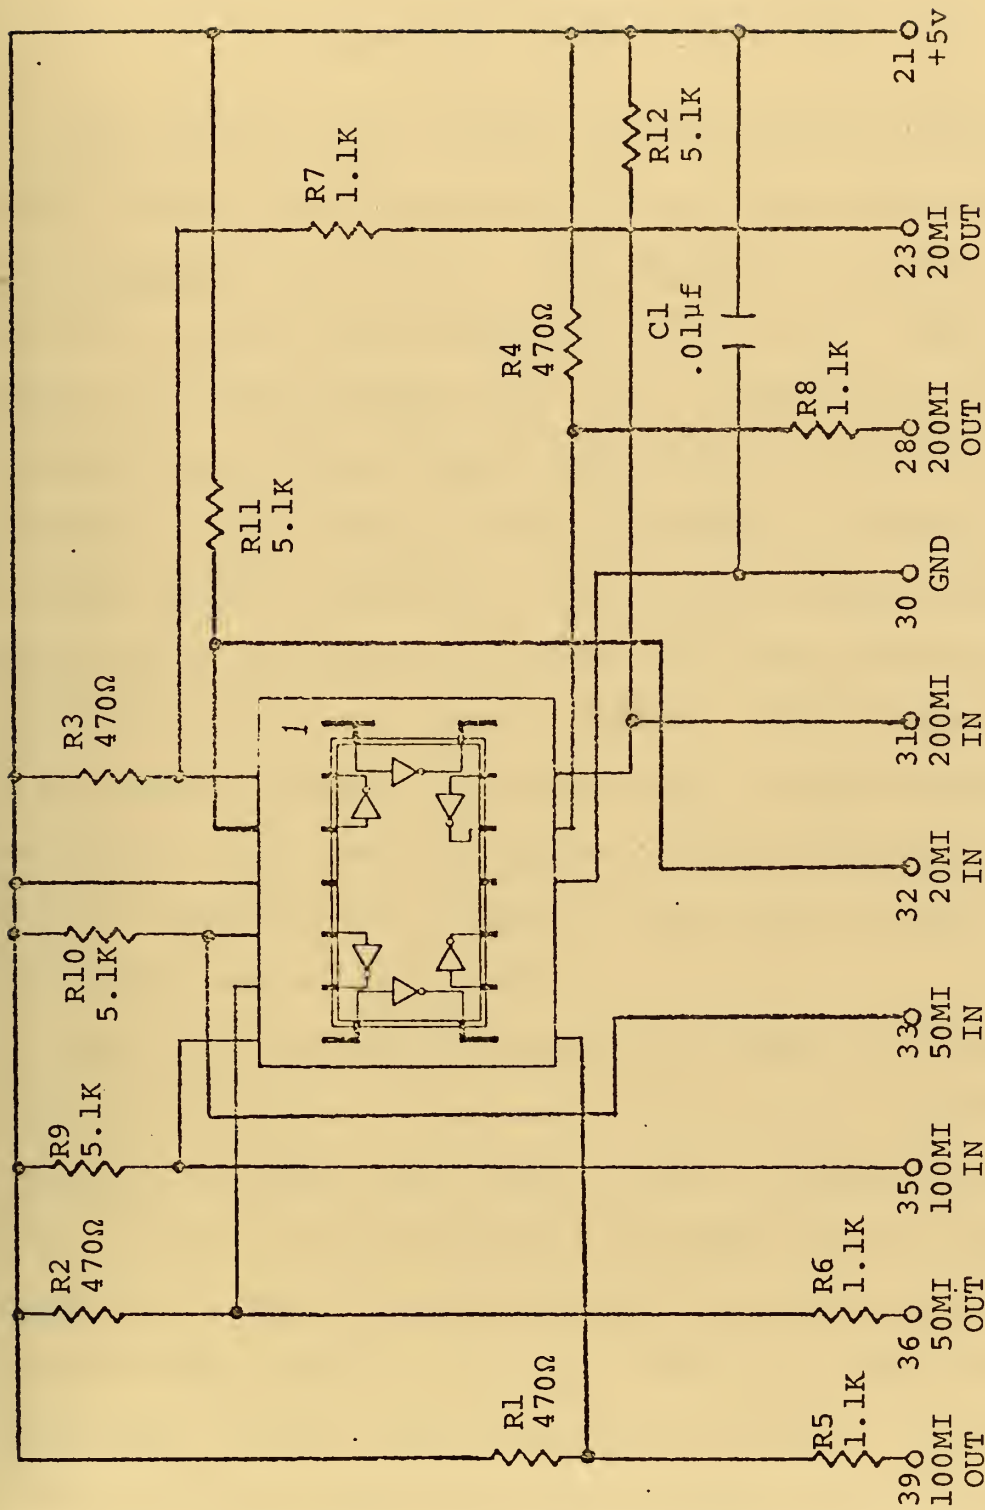 R3
470Ω
R10
5.1K
R9
5.1K
R2
470Ω
R7
1.1K
R11
5.1K
R12
5.1K
R4
470Ω
C1
.01µf
R8
1.1K
1
R1
470Ω
R6
1.1K
R5
1.1K
39
100MI
OUT
36
50MI
OUT
35
100MI
IN
33
50MI
IN
32
20MI
IN
31
200MI
IN
30
GND
28
200MI
OUT
23
20MI
OUT
21
+5v